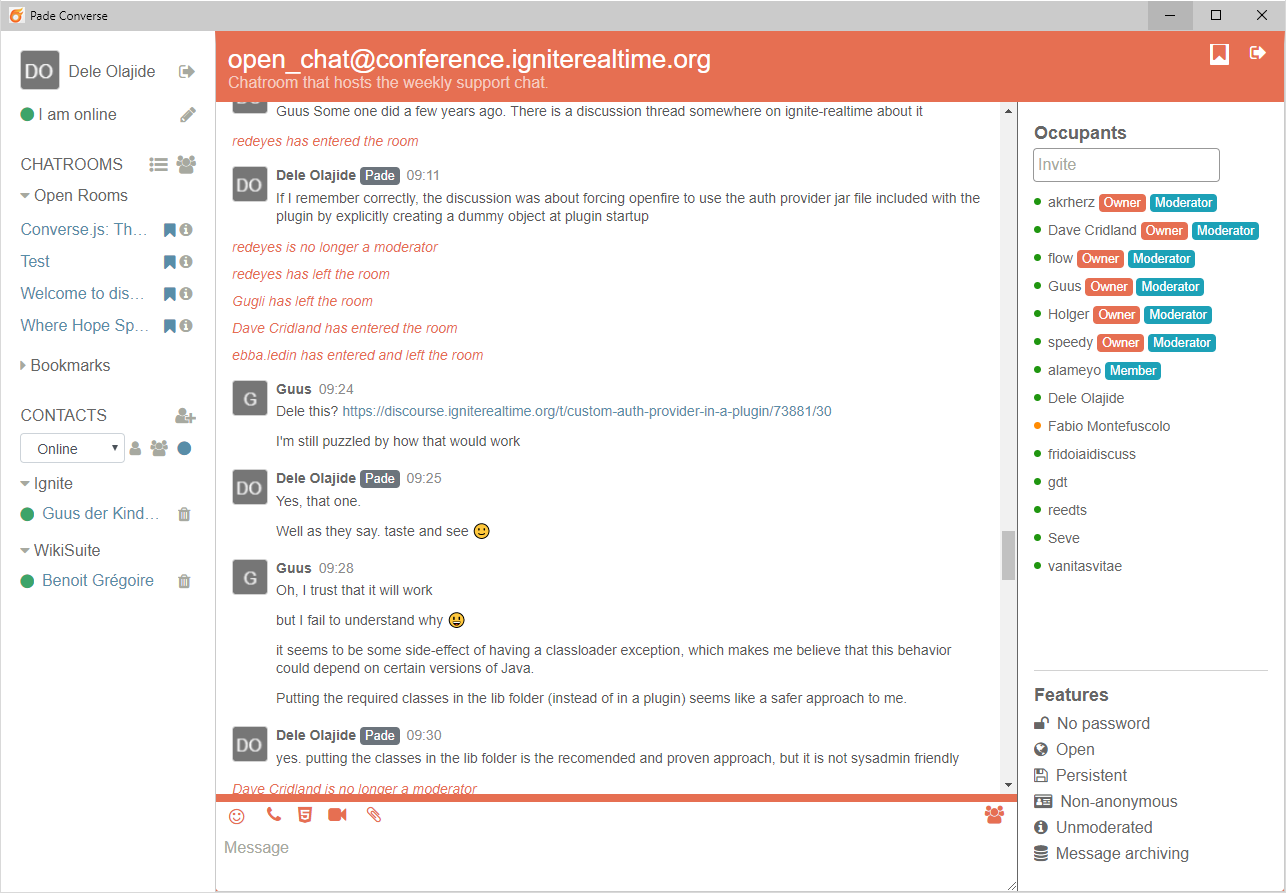 Pade Converse
DO Dele Olajide
I am online
CHATROOMS
Open Rooms
Converse.js: Th...
Test
Welcome to dis...
Where Hope Sp...
Bookmarks
CONTACTS
Online
Ignite
Guus der Kind...
WikiSuite
Benoit Grégoire
open_chat@conference.igniterealtime.org
Chatroom that hosts the weekly support chat.
Guus Some one did a few years ago. There is a discussion thread somewhere on ignite-realtime about it
redeyes has entered the room
DO Dele Olajide Pade 09:11
If I remember correctly, the discussion was about forcing openfire to use the auth provider jar file included with the
plugin by explicitly creating a dummy object at plugin startup
redeyes is no longer a moderator
redeyes has left the room
Gugli has left the room
Dave Cridland has entered the room
ebba.ledin has entered and left the room
G Guus 09:24
Dele this? https://discourse.igniterealtime.org/t/custom-auth-provider-in-a-plugin/73881/30
I'm still puzzled by how that would work
DO Dele Olajide Pade 09:25
Yes, that one.
Well as they say. taste and see
G Guus 09:28
Oh, I trust that it will work
but I fail to understand why
it seems to be some side-effect of having a classloader exception, which makes me believe that this behavior
could depend on certain versions of Java.
Putting the required classes in the lib folder (instead of in a plugin) seems like a safer approach to me.
DO Dele Olajide Pade 09:30
yes. putting the classes in the lib folder is the recomended and proven approach, but it is not sysadmin friendly
Dave Cridland is no longer a moderator
Message
Occupants
Invite
akrherz Owner Moderator
Dave Cridland Owner Moderator
flow Owner Moderator
Guus Owner Moderator
Holger Owner Moderator
speedy Owner Moderator
alameyo Member
Dele Olajide
Fabio Montefuscolo
fridoiaidiscuss
gdt
reedts
Seve
vanitasvitae
Features
No password
Open
Persistent
Non-anonymous
Unmoderated
Message archiving